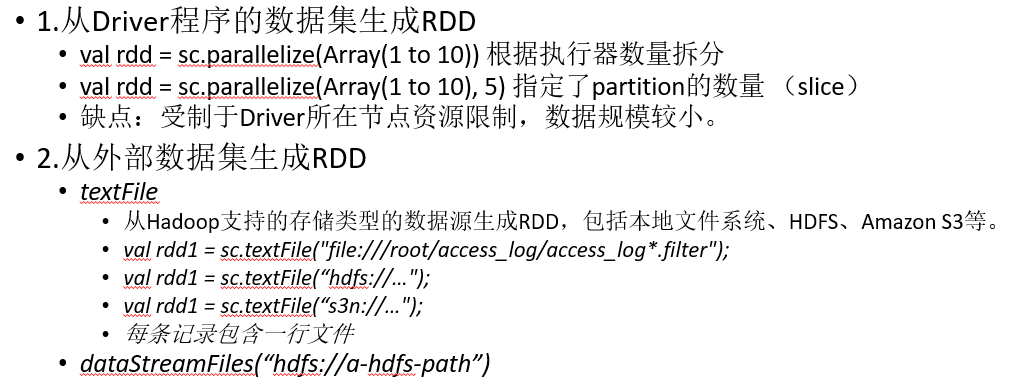 • 1.从Driver程序的数据集生成RDD
• val rdd = sc.parallelize(Array(1 to 10)) 根据执行器数量拆分
• val rdd = sc.parallelize(Array(1 to 10), 5) 指定了partition的数量 （slice）
• 缺点：受制于Driver所在节点资源限制，数据规模较小。
• 2.从外部数据集生成RDD
• textFile
• 从Hadoop支持的存储类型的数据源生成RDD，包括本地文件系统、HDFS、Amazon S3等。
• val rdd1 = sc.textFile("file:///root/access_log/access_log*.filter");
• val rdd1 = sc.textFile(“hdfs://…");
• val rdd1 = sc.textFile(“s3n://…");
• 每条记录包含一行文件
• dataStreamFiles(“hdfs://a-hdfs-path”)